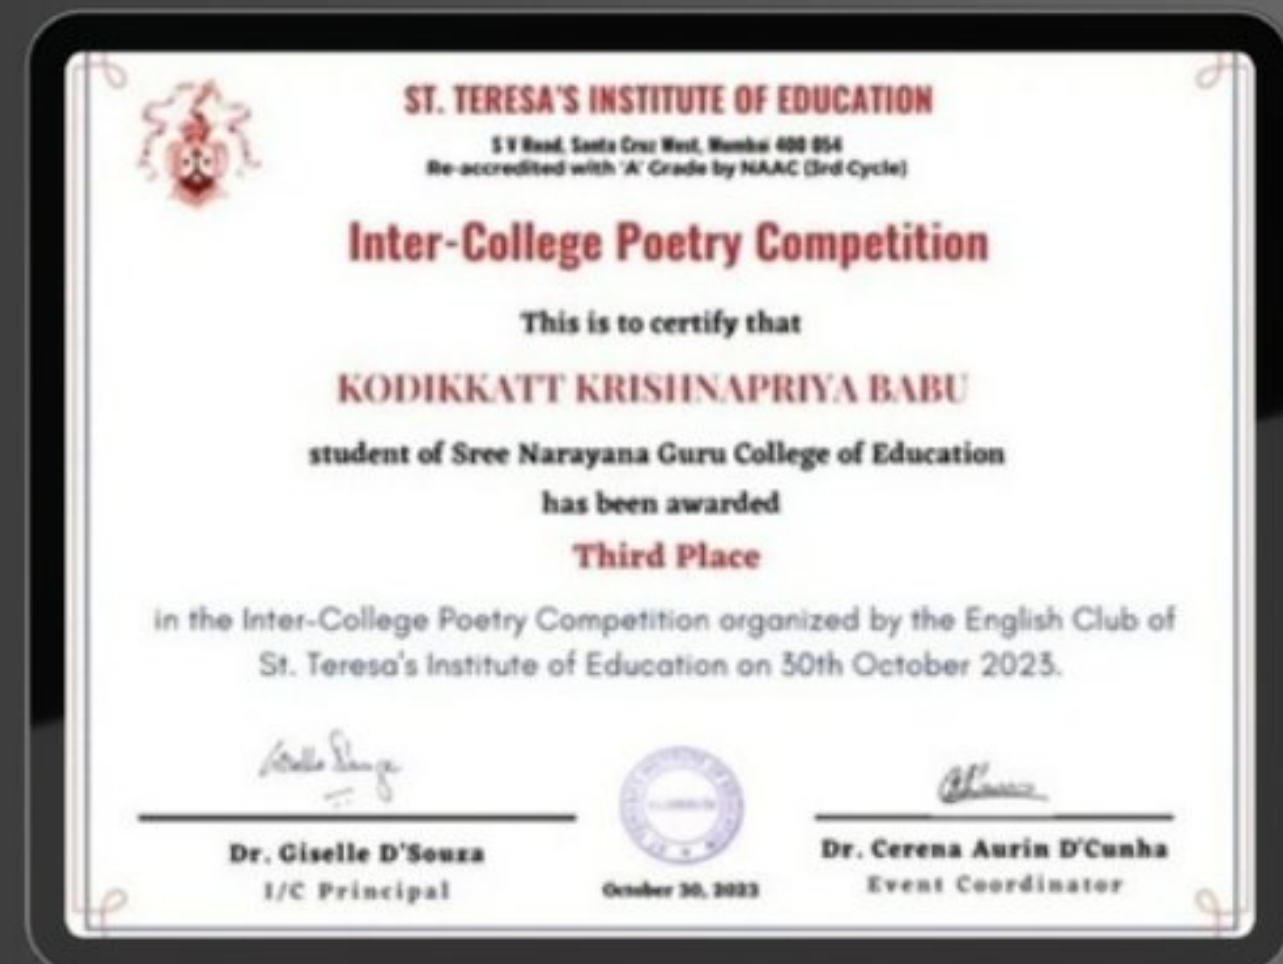 ST. TERESA'S INSTITUTE OF EDUCATION
S V Road, Santa Cruz West, Mumbai 400 054
Re-accredited with 'A' Grade by NAAC (3rd Cycle)
Inter-College Poetry Competition
This is to certify that
KODIKKATT KRISHNAPRIYA BABU
student of Sree Narayana Guru College of Education
has been awarded
Third Place
in the Inter-College Poetry Competition organized by the English Club of
St. Teresa's Institute of Education on 30th October 2023.
Dr. Giselle D'Souza
I/C Principal
October 30, 2023
Dr. Cerena Aurin D'Cunha
Event Coordinator